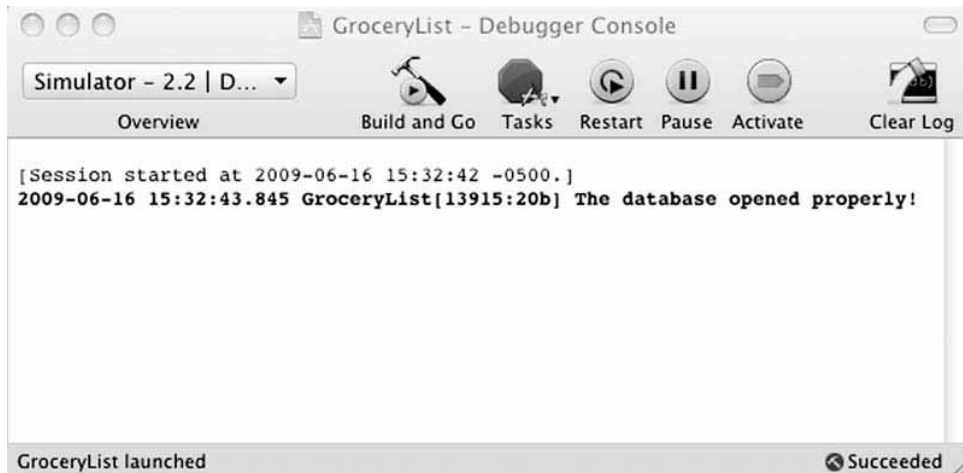 GroceryList – Debugger Console
Simulator – 2.2 | D...
Overview
Build and Go
Tasks
Restart
Pause
Activate
Clear Log
[Session started at 2009-06-16 15:32:42 -0500.]
2009-06-16 15:32:43.845 GroceryList[13915:20b] The database opened properly!
GroceryList launched
Succeeded